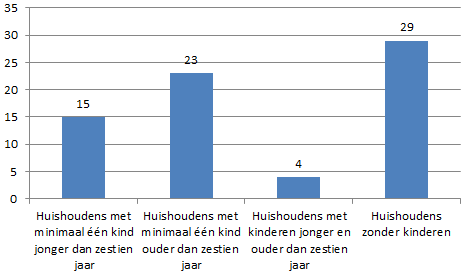 35
30
25
20
15
10
5
0
15
23
4
29
Huishoudens met
minimaal één kind
jonger dan zestien
jaar
Huishoudens met
minimaal één kind
ouder dan zestien
jaar
Huishoudens met
kinderen jonger en
ouder dan zestien
jaar
Huishoudens
zonder kinderen